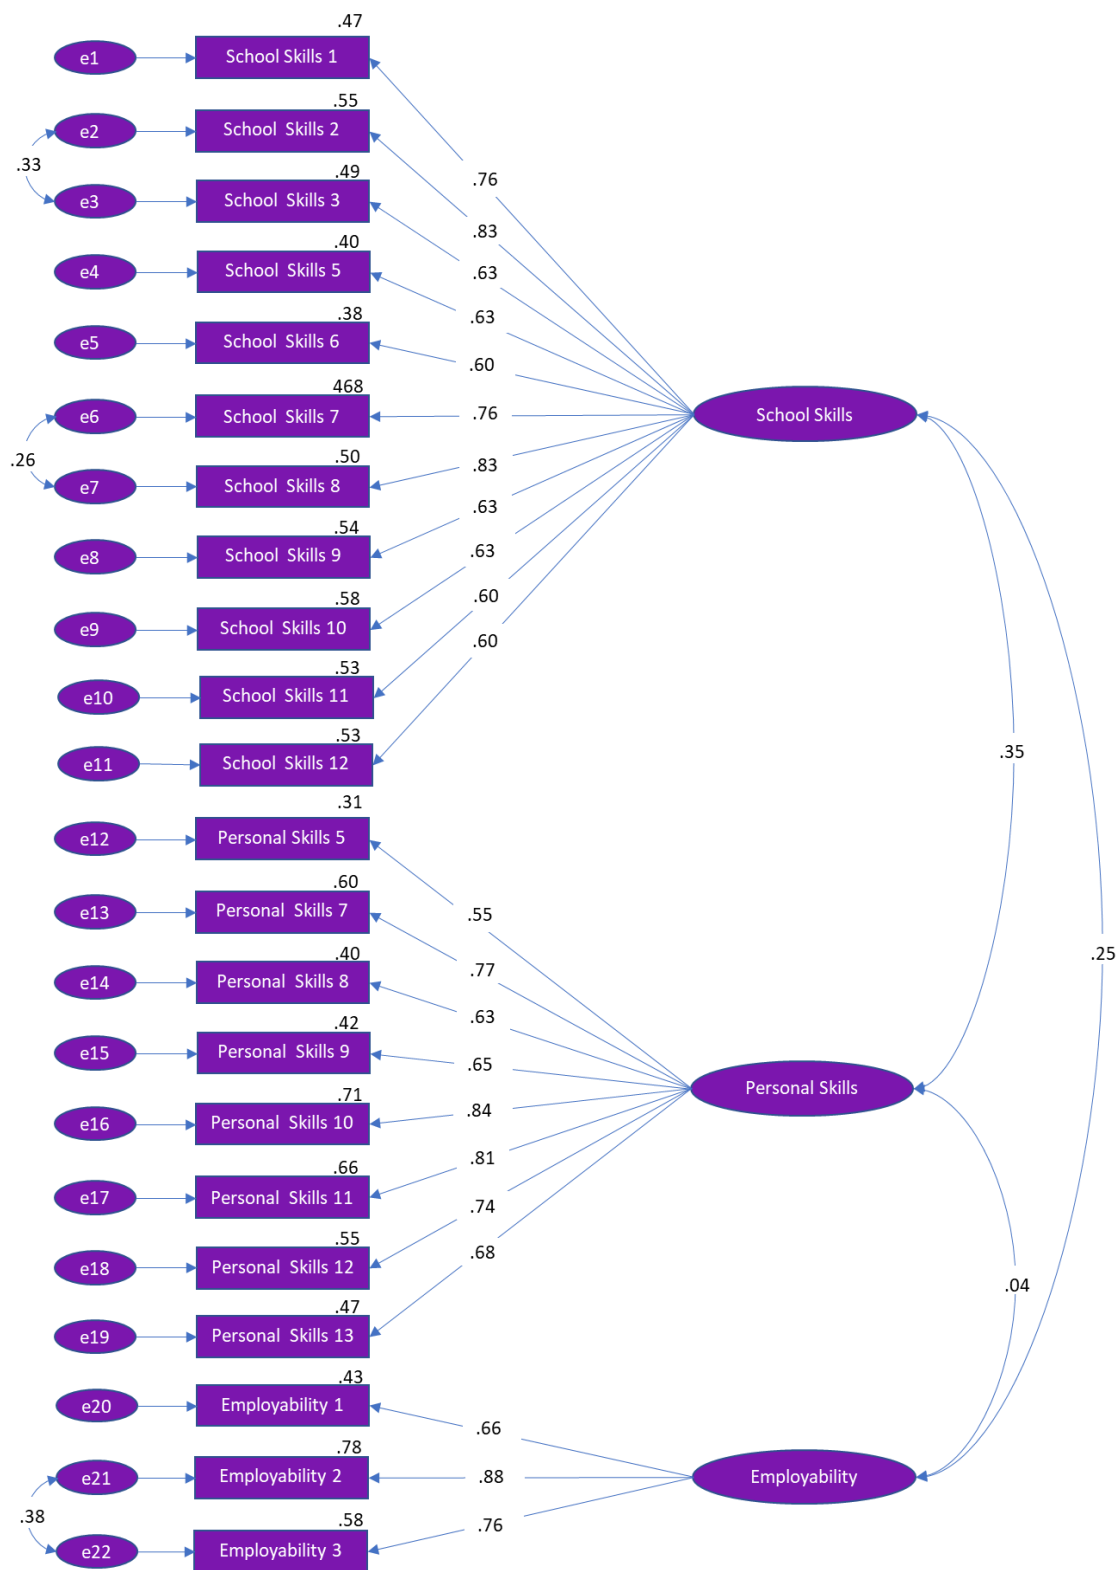 .47
e1 School Skills 1
.55
e2 School Skills 2
.33
.76
.49
e3 School Skills 3
.83
.40
e4 School Skills 5
.63
.38
.63
e5 School Skills 6
.60
468
e6 School Skills 7
.76
School Skills
.26
.50
.83
e7 School Skills 8
.63
.54
e8 School Skills 9
.63
.58
.60
e9 School Skills 10
.60
.53
e10 School Skills 11
.53
.35
e11 School Skills 12
.31
e12 Personal Skills 5
.60
e13 Personal Skills 7
.55
.40
.25
.77
e14 Personal Skills 8
.63
.42
e15 Personal Skills 9
.65
Personal Skills
.71
.84
e16 Personal Skills 10
.81
.66
e17 Personal Skills 11
.74
.55
.68
e18 Personal Skills 12
.04
.47
e19 Personal Skills 13
.43
e20 Employability 1
.66
.78
e21 Employability 2
.88
Employability
.38
.58
.76
e22 Employability 3